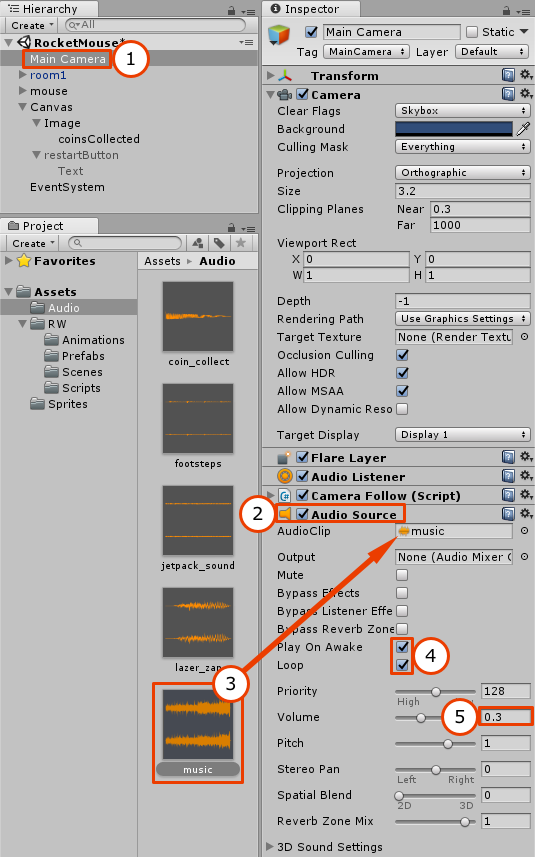 Hierarchy
Create
All
RocketMouse*
Main Camera
1
room1
mouse
Canvas
Image
coinsCollected
restartButton
Text
EventSystem
Project
Create
Favorites
Assets
Audio
RW
Animations
Prefabs
Scenes
Scripts
Sprites
Assets
Audio
coin_collect
footsteps
jetpack_sound
lazer_zap
3
music
Inspector
Main Camera
Static
Tag MainCamera Layer Default
Transform
Camera
Clear Flags Skybox
Background
Culling Mask Everything
Projection Orthographic
Size 3.2
Clipping Planes Near 0.3
Far 1000
Viewport Rect
X 0 Y 0
W 1 H 1
Depth -1
Rendering Path Use Graphics Settings
Target Texture None (Render Textu
Occlusion Culling
Allow HDR
Allow MSAA
Allow Dynamic Reso
Target Display Display 1
Flare Layer
Audio Listener
Camera Follow (Script)
2 Audio Source
AudioClip music
Output None (Audio Mixer
Mute
Bypass Effects
Bypass Listener Effe
Bypass Reverb Zone
Play On Awake 4
Loop
Priority 128
High
Volume 5 0.3
Pitch 1
Stereo Pan 0
Left Right
Spatial Blend 0
2D 3D
Reverb Zone Mix 1
3D Sound Settings